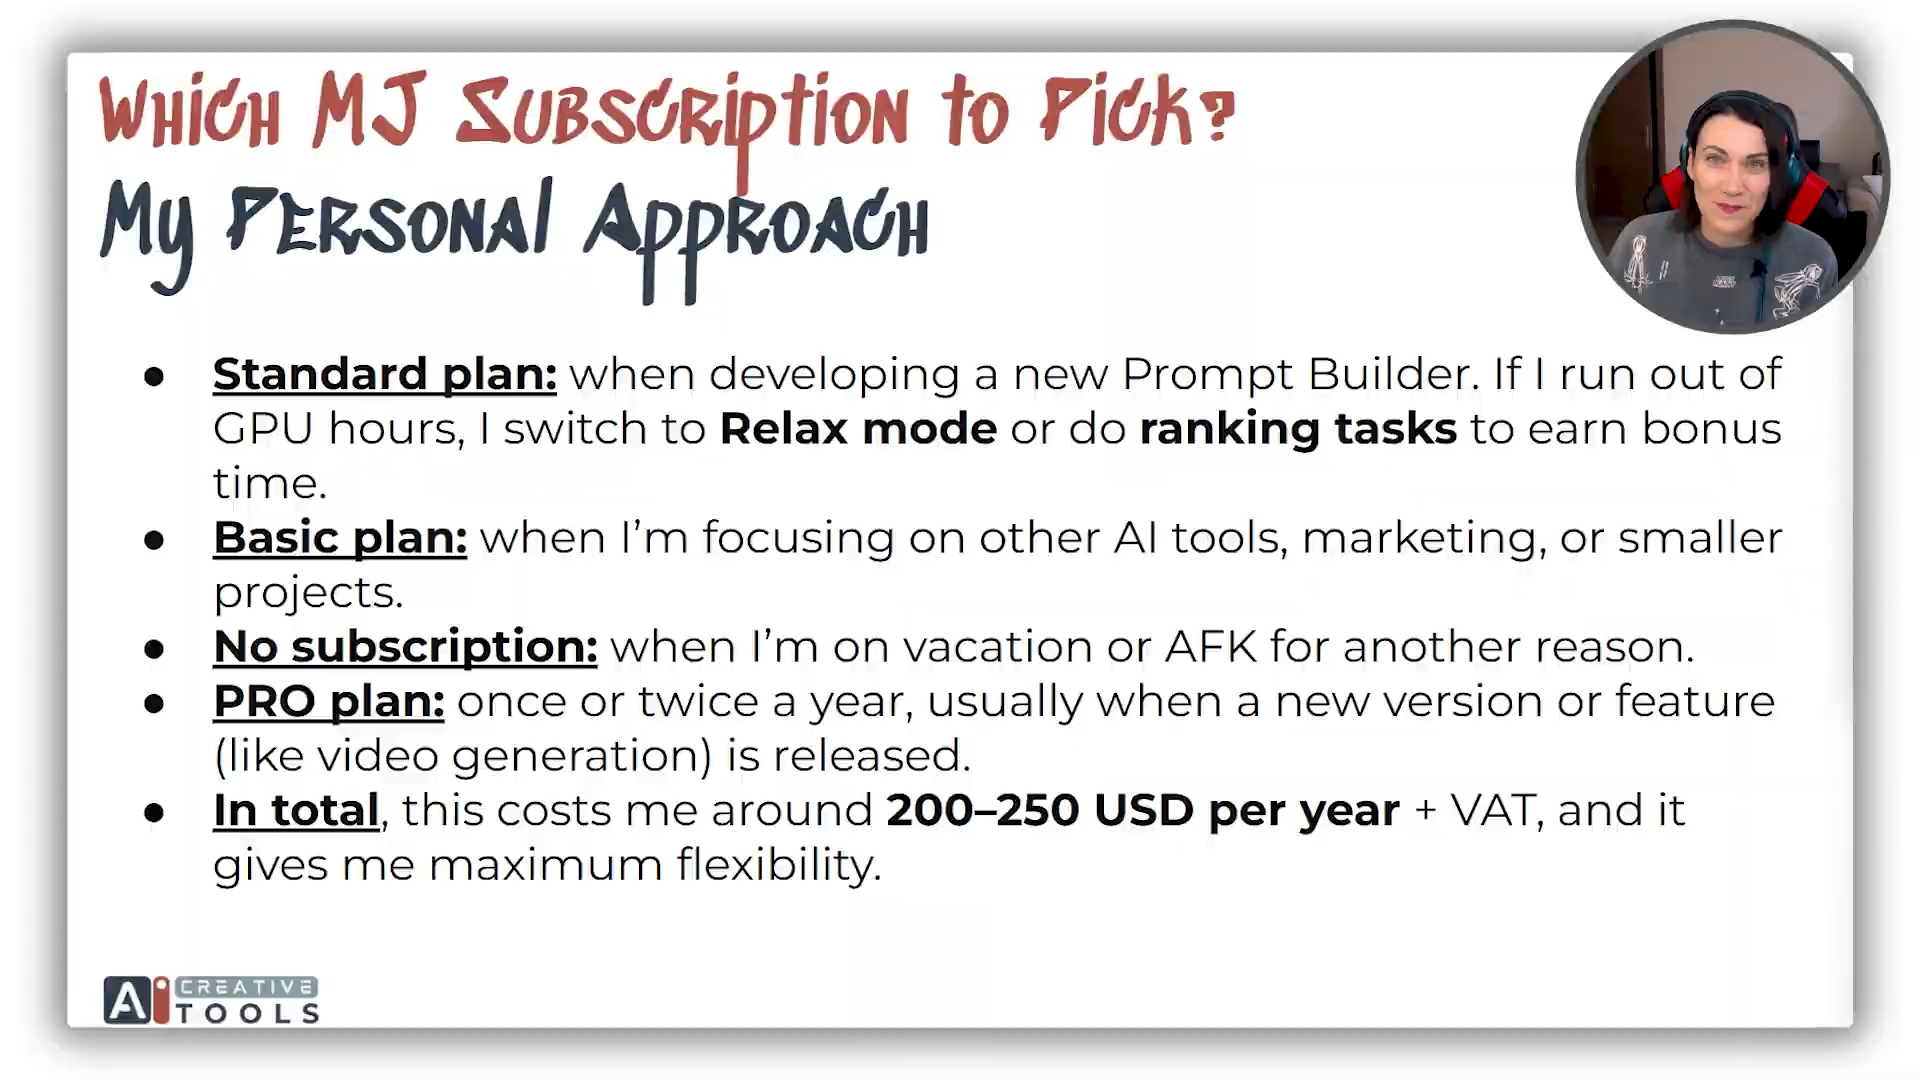 Which MJ Subscription to Pick?
My Personal Approach
● Standard plan: when developing a new Prompt Builder. If I run out of
GPU hours, I switch to Relax mode or do ranking tasks to earn bonus
time.
● Basic plan: when I’m focusing on other AI tools, marketing, or smaller
projects.
● No subscription: when I’m on vacation or AFK for another reason.
● PRO plan: once or twice a year, usually when a new version or feature
(like video generation) is released.
● In total, this costs me around 200–250 USD per year + VAT, and it
gives me maximum flexibility.
Ai CREATIVE
TOOLS